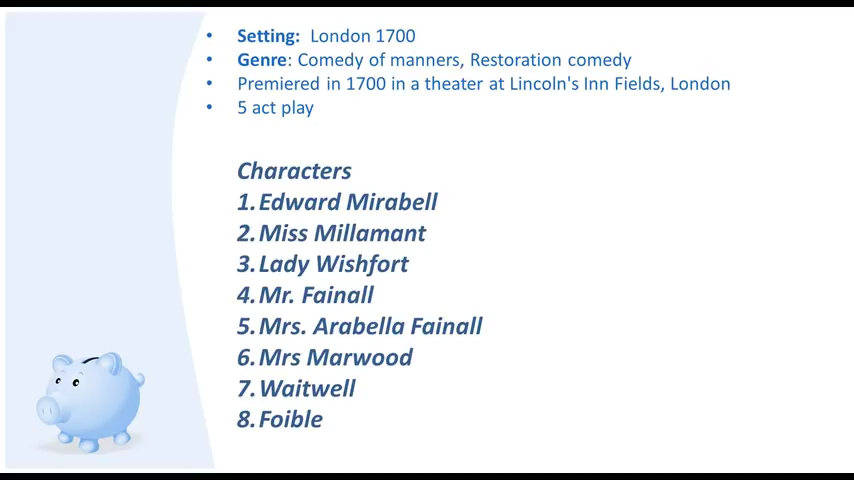 • Setting: London 1700
• Genre: Comedy of manners, Restoration comedy
• Premiered in 1700 in a theater at Lincoln's Inn Fields, London
• 5 act play
Characters
1. Edward Mirabell
2. Miss Millamant
3. Lady Wishfort
4. Mr. Fainall
5. Mrs. Arabella Fainall
6. Mrs Marwood
7. Waitwell
8. Foible